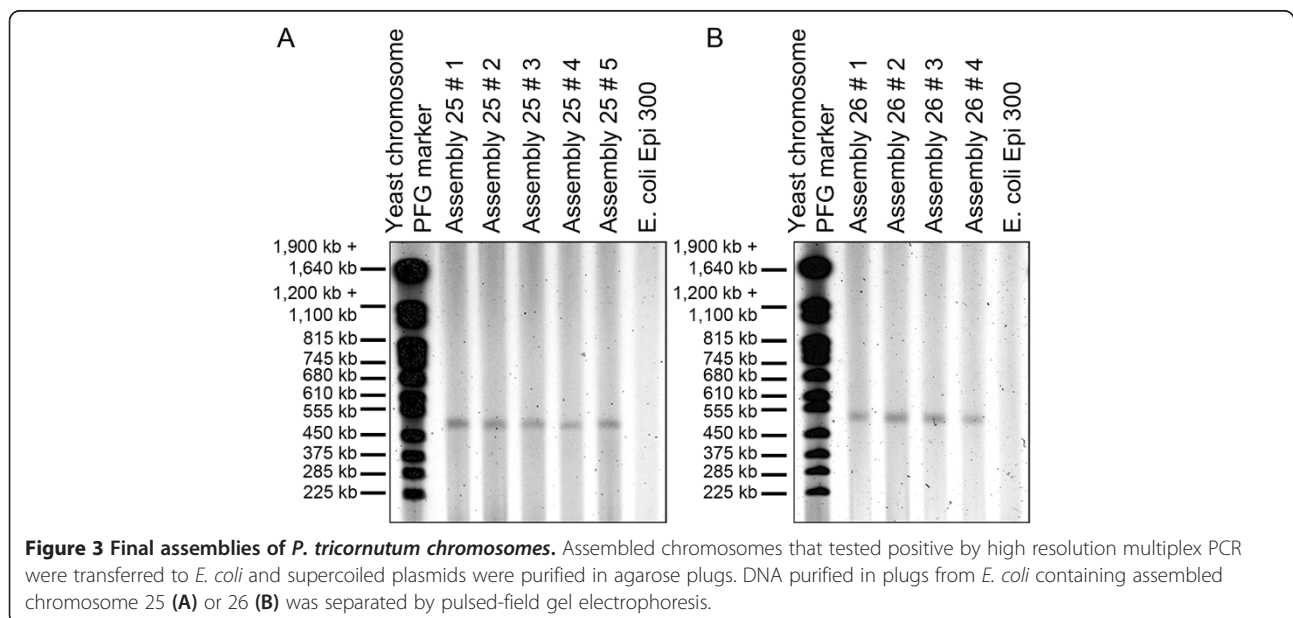 A
Yeast chromosome
PFG marker
Assembly 25 # 1
Assembly 25 # 2
Assembly 25 # 3
Assembly 25 # 4
Assembly 25 # 5
E. coli Epi 300
1,900 kb +
1,640 kb
1,200 kb +
1,100 kb
815 kb
745 kb
680 kb
610 kb
555 kb
450 kb
375 kb
285 kb
225 kb
B
Yeast chromosome
PFG marker
Assembly 26 # 1
Assembly 26 # 2
Assembly 26 # 3
Assembly 26 # 4
E. coli Epi 300
1,900 kb +
1,640 kb
1,200 kb +
1,100 kb
815 kb
745 kb
680 kb
610 kb
555 kb
450 kb
375 kb
285 kb
225 kb
Figure 3 Final assemblies of P. tricornutum chromosomes. Assembled chromosomes that tested positive by high resolution multiplex PCR
were transferred to E. coli and supercoiled plasmids were purified in agarose plugs. DNA purified in plugs from E. coli containing assembled
chromosome 25 (A) or 26 (B) was separated by pulsed-field gel electrophoresis.